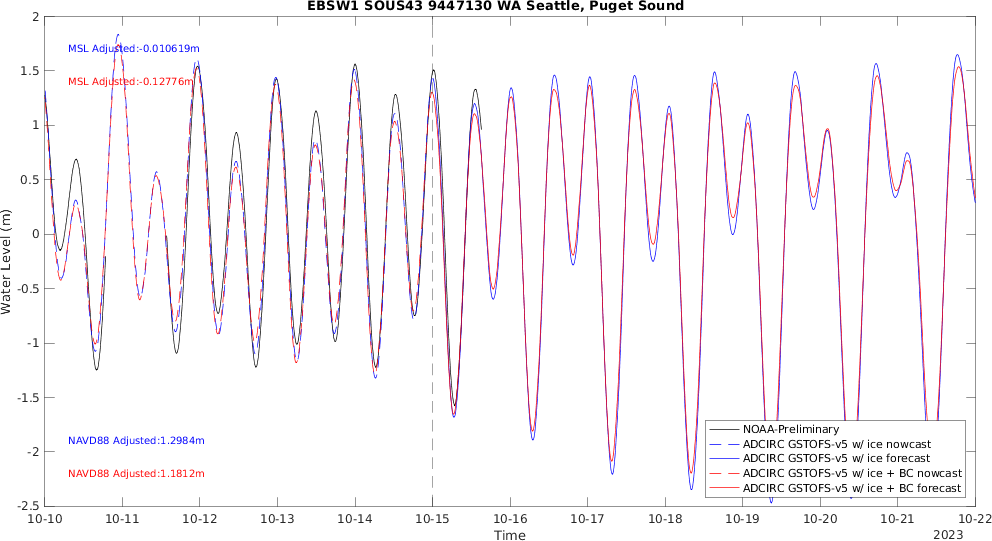 EBSW1 SOUS43 9447130 WA Seattle, Puget Sound
2
1.5
1
0.5
0
-0.5
-1
-1.5
-2
-2.5
Water Level (m)
MSL Adjusted:-0.010619m
MSL Adjusted:-0.12776m
NAVD88 Adjusted:1.2984m
NAVD88 Adjusted:1.1812m
NOAA-Preliminary
ADCIRC GSTOFS-v5 w/ ice nowcast
ADCIRC GSTOFS-v5 w/ ice forecast
ADCIRC GSTOFS-v5 w/ ice + BC nowcast
ADCIRC GSTOFS-v5 w/ ice + BC forecast
10-10 10-11 10-12 10-13 10-14 10-15 10-16 10-17 10-18 10-19 10-20 10-21 10-22
Time
2023